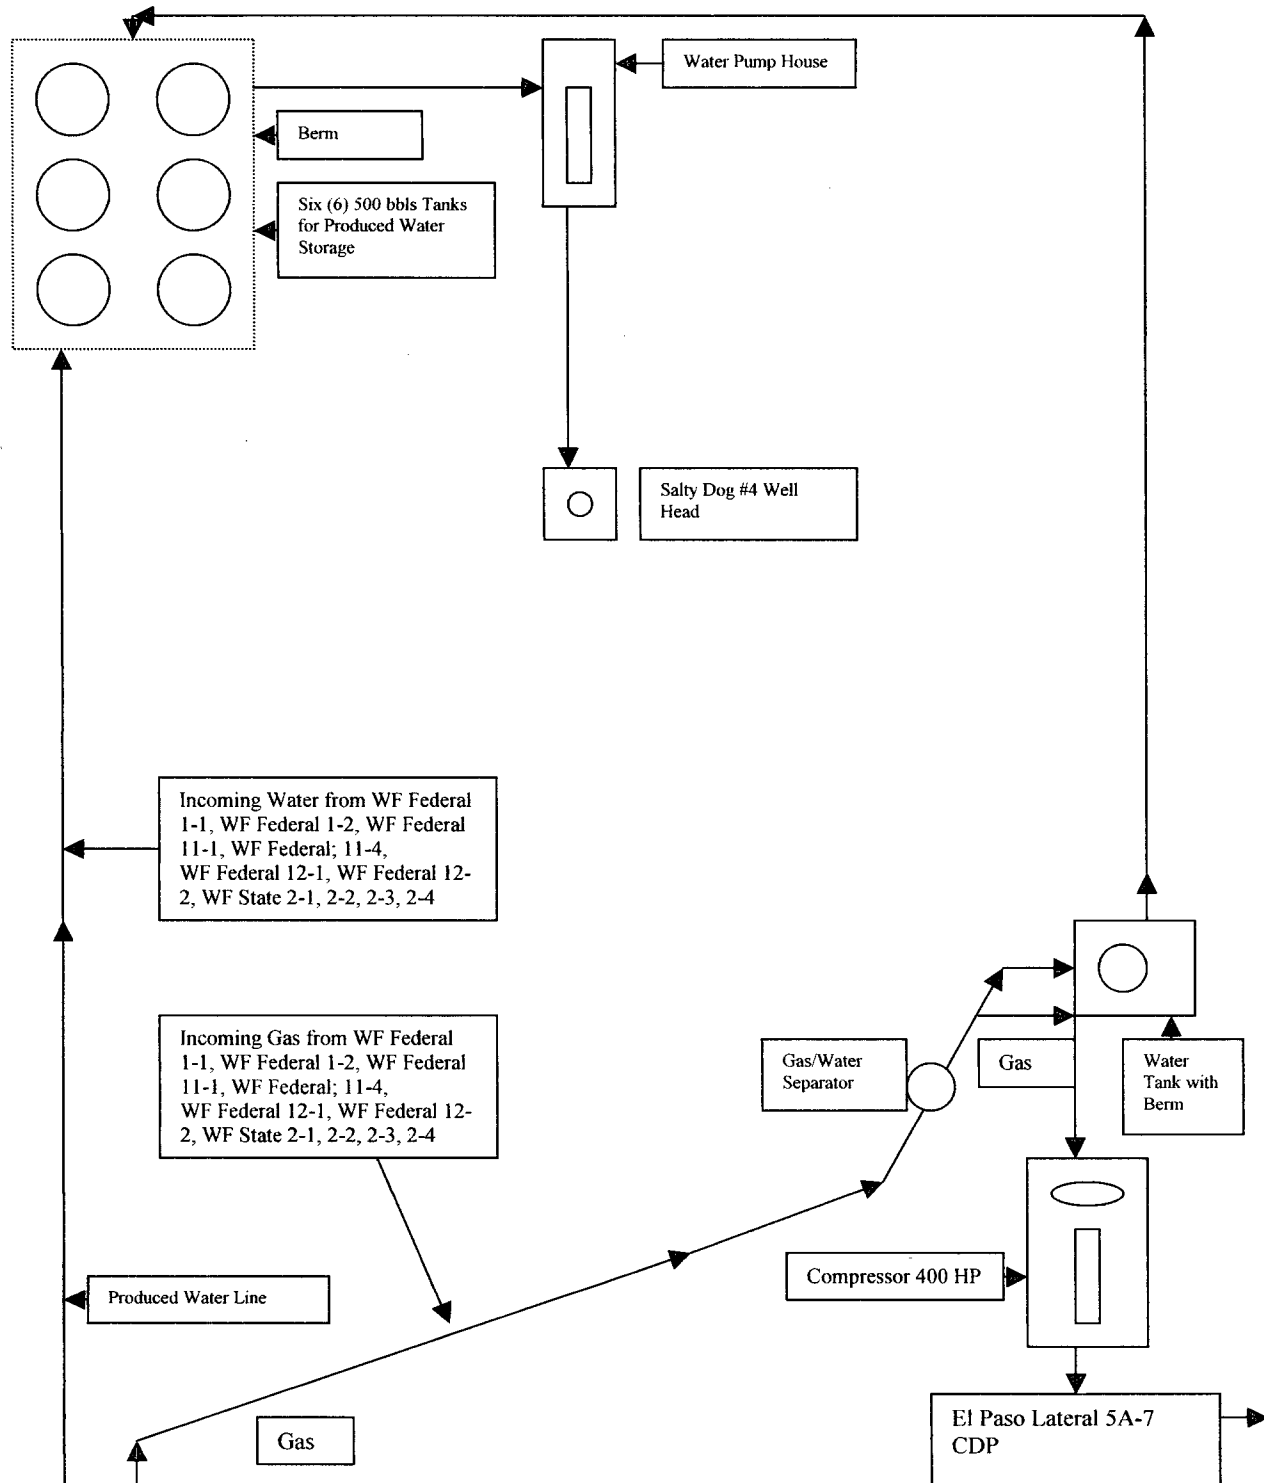 Water Pump House
Berm
Six (6) 500 bbls Tanks
for Produced Water
Storage
Salty Dog #4 Well
Head
Incoming Water from WF Federal
1-1, WF Federal 1-2, WF Federal
11-1, WF Federal; 11-4,
WF Federal 12-1, WF Federal 12-
2, WF State 2-1, 2-2, 2-3, 2-4
Incoming Gas from WF Federal
1-1, WF Federal 1-2, WF Federal
11-1, WF Federal; 11-4,
WF Federal 12-1, WF Federal 12-
2, WF State 2-1, 2-2, 2-3, 2-4
Gas/Water
Separator
Gas
Water
Tank with
Berm
Compressor 400 HP
Produced Water Line
Gas
El Paso Lateral 5A-7
CDP